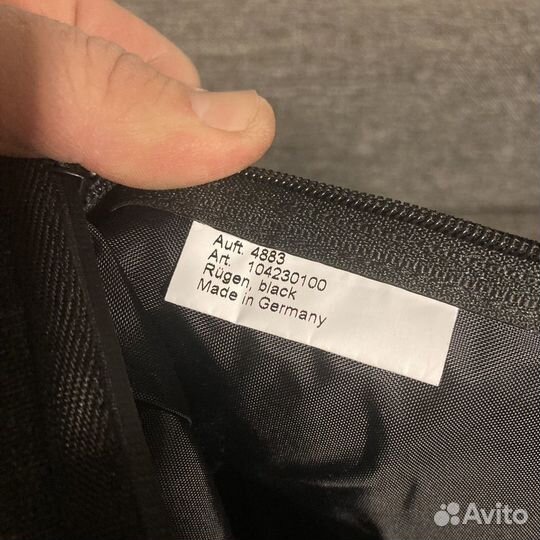 Auft. 4883
Art. 104230100
Rügen, black
Made in Germany
Avito